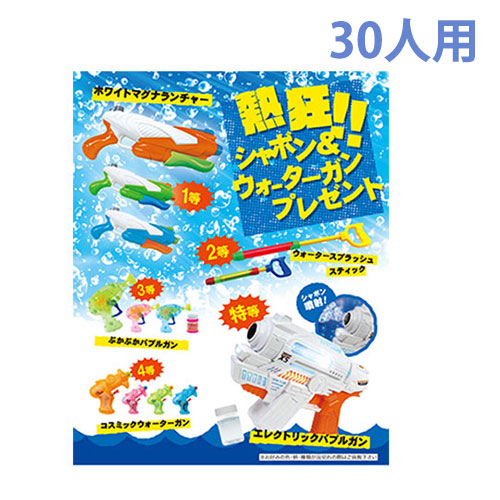 30人用
ホワイトマグナランチャー
熱狂!!
シャボン&
ウォーターガン
プレゼント
1等
2等
ウォータースプラッシュ
スティック
3等
ぷかぷかバブルガン
特等
シャボン
噴射!
4等
コスミックウォーターガン
エレクトリックバブルガン